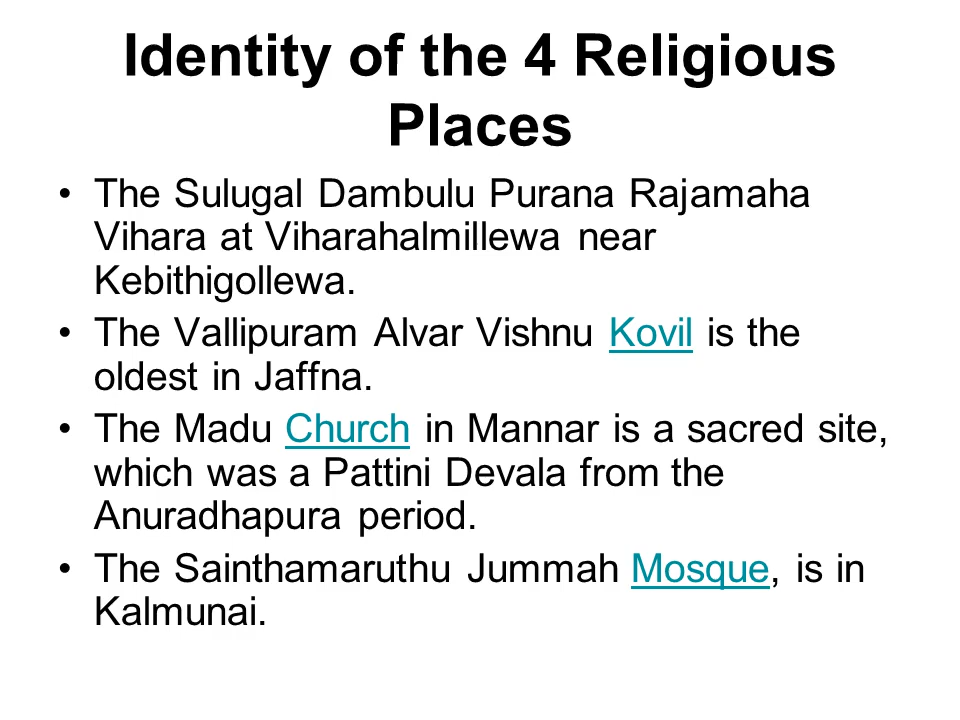 Identity of the 4 Religious
Places
• The Sulugal Dambulu Purana Rajamaha
Vihara at Viharahalmillewa near
Kebithigollewa.
• The Vallipuram Alvar Vishnu Kovil is the
oldest in Jaffna.
• The Madu Church in Mannar is a sacred site,
which was a Pattini Devala from the
Anuradhapura period.
• The Sainthamaruthu Jummah Mosque, is in
Kalmunai.